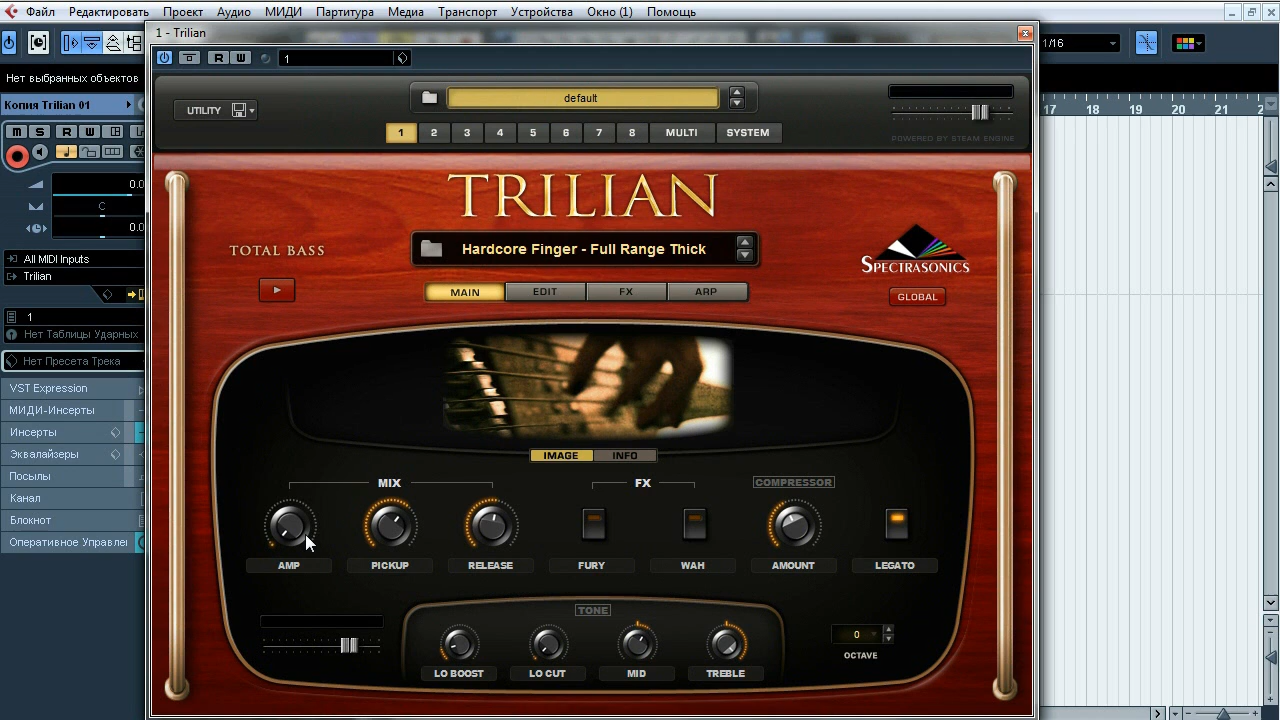 Файл Редактировать Проект Аудио МИДИ Партитура Медиа Транспорт Устройства Окно (1) Помощь
1 - Trilian
R W 1
1/16
Нет выбранных объектов
Копия Trilian 01
M S R W
0.0
C
0.0
All MIDI Inputs
Trilian
1
Нет Таблицы Ударных
Нет Пресета Трека
VST Expression
МИДИ-Инсерты
Инсерты
Эквалайзеры
Посылы
Канал
Блокнот
Оперативное Управлен
17 18 19 20 21
UTILITY
default
1 2 3 4 5 6 7 8 MULTI SYSTEM
POWERED BY STEAM ENGINE
TRILIAN
TOTAL BASS
Hardcore Finger - Full Range Thick
SPECTRASONICS
MAIN EDIT FX ARP
GLOBAL
IMAGE INFO
MIX FX COMPRESSOR
AMP PICKUP RELEASE FURY WAH AMOUNT LEGATO
TONE
0
OCTAVE
LO BOOST LO CUT MID TREBLE